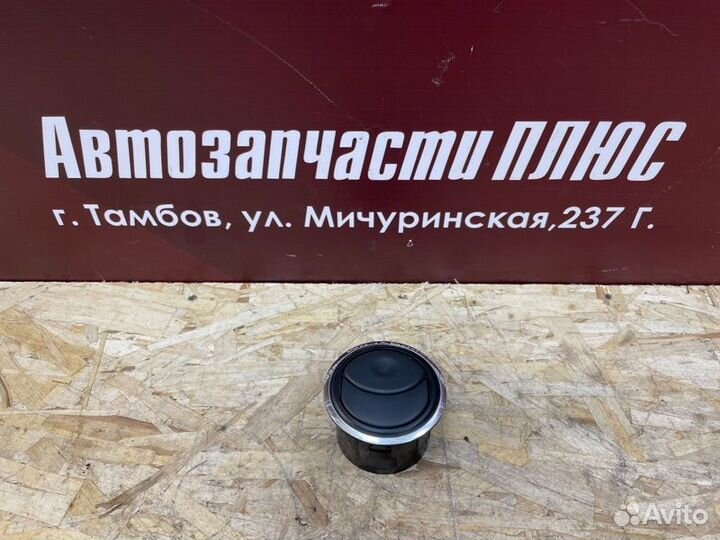 Автозапчасти ПЛЮС
г. Тамбов, ул. Мичуринская,237 Г.
Avito